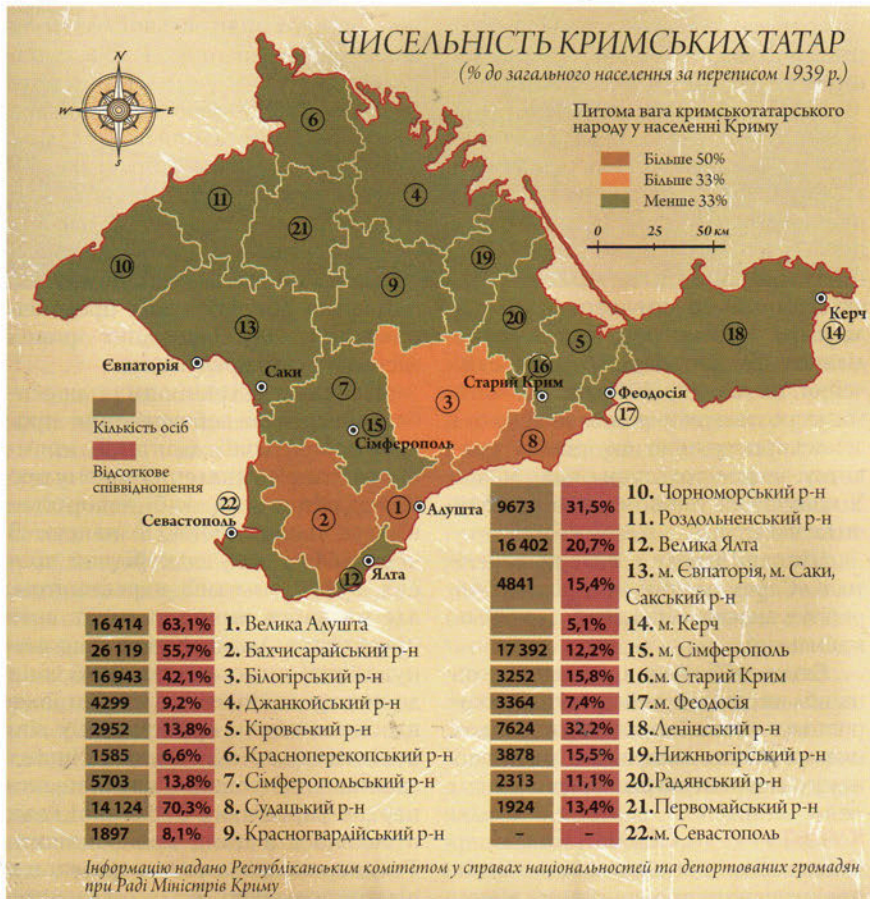 ЧИСЕЛЬНІСТЬ КРИМСЬКИХ ТАТАР
(% до загального населення за переписом 1939 р.)
Питома вага кримськотатарського
народу у населенні Криму
Більше 50%
Більше 33%
Менше 33%
0 25 50 км
N
W E
S
6
11
4
21
10
19
9
13
20
5
18
Керч
14
Євпаторія
Саки
7
16
Старий Крим
3
Феодосія
17
15
Сімферополь
8
Кількість осіб
Відсоткове
співвідношення
22
Севастополь
2
1
Алушта
12
Ялта
16 414 63,1% 1. Велика Алушта
26 119 55,7% 2. Бахчисарайський р-н
16 943 42,1% 3. Білогірський р-н
4299 9,2% 4. Джанкойський р-н
2952 13,8% 5. Кіровський р-н
1585 6,6% 6. Красноперекопський р-н
5703 13,8% 7. Сімферопольський р-н
14 124 70,3% 8. Судацький р-н
1897 8,1% 9. Красногвардійський р-н
9673 31,5% 10. Чорноморський р-н
11. Роздольненський р-н
16 402 20,7% 12. Велика Ялта
4841 15,4% 13. м. Євпаторія, м. Саки,
Сакський р-н
5,1% 14. м. Керч
17 392 12,2% 15. м. Сімферополь
3252 15,8% 16. м. Старий Крим
3364 7,4% 17. м. Феодосія
7624 32.2% 18. Ленінський р-н
3878 15,5% 19. Нижньогірський р-н
2313 11,1% 20. Радянський р-н
1924 13,4% 21. Первомайський р-н
– – 22. м. Севастополь
Інформацію надано Республіканським комітетом у справах національностей та депортованих громадян
при Раді Міністрів Криму